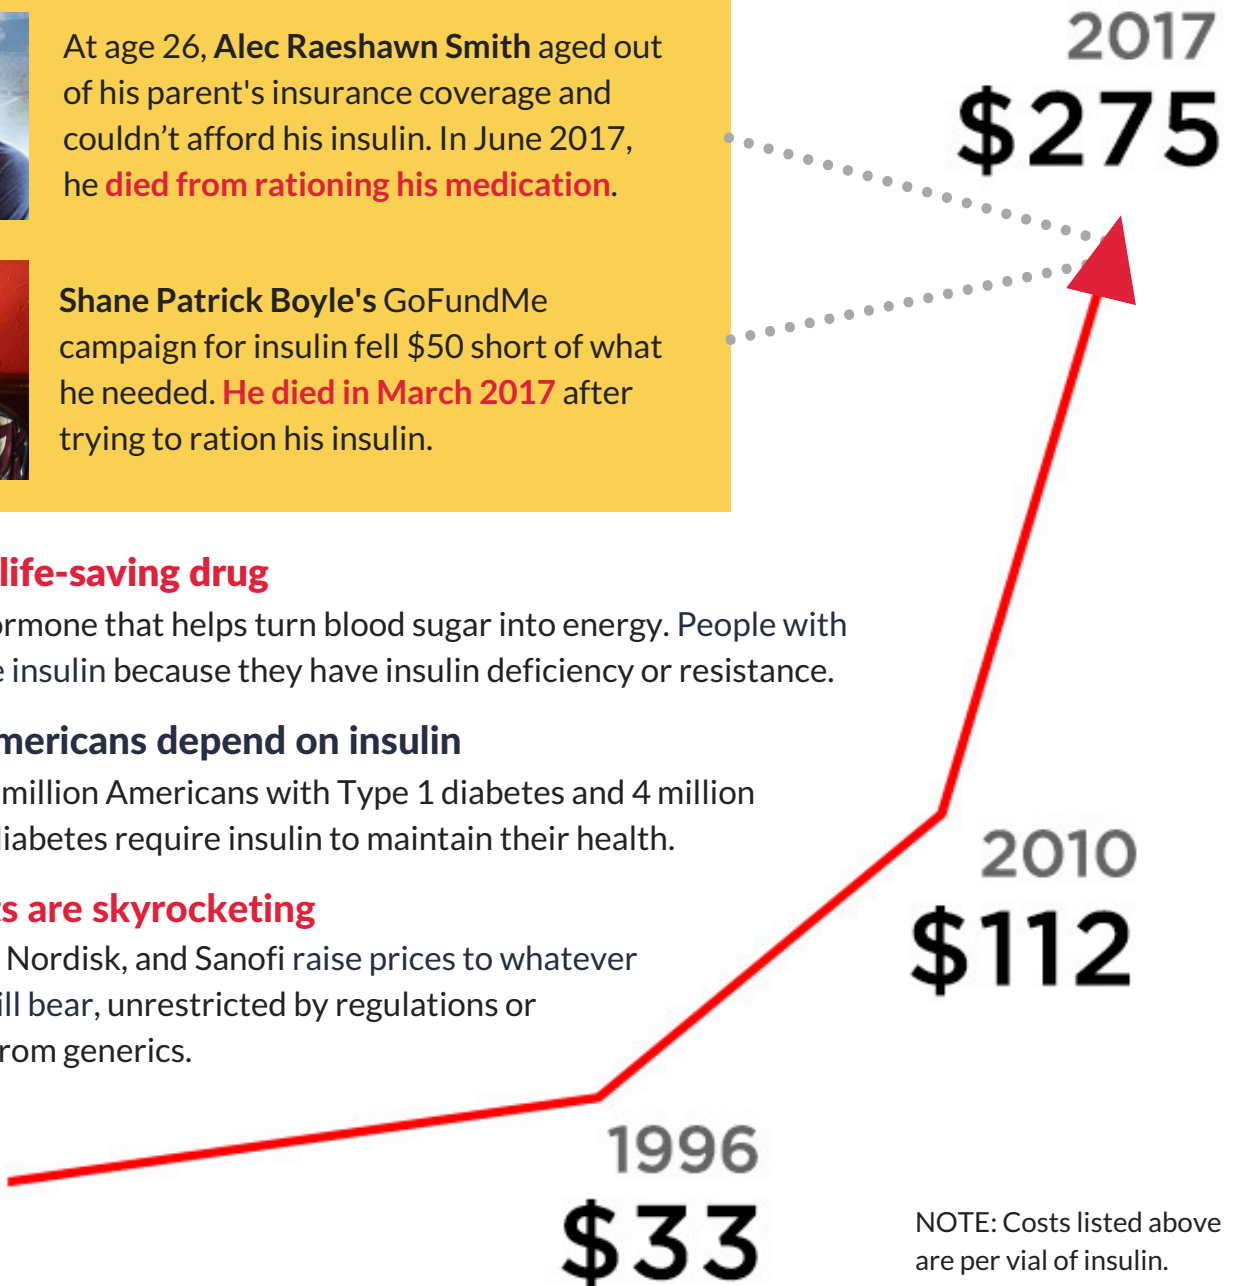 At age 26, Alec Raeshawn Smith aged out
of his parent's insurance coverage and
couldn’t afford his insulin. In June 2017,
he died from rationing his medication.
Shane Patrick Boyle's GoFundMe
campaign for insulin fell $50 short of what
he needed. He died in March 2017 after
trying to ration his insulin.
2017
$275
life-saving drug
ormone that helps turn blood sugar into energy. People with
e insulin because they have insulin deficiency or resistance.
mericans depend on insulin
million Americans with Type 1 diabetes and 4 million
diabetes require insulin to maintain their health.
ts are skyrocketing
Nordisk, and Sanofi raise prices to whatever
ill bear, unrestricted by regulations or
rom generics.
2010
$112
1996
$33
NOTE: Costs listed above
are per vial of insulin.